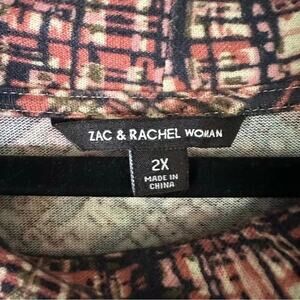 ZAC & RACHEL WOMAN
2X
MADE IN
CHINA